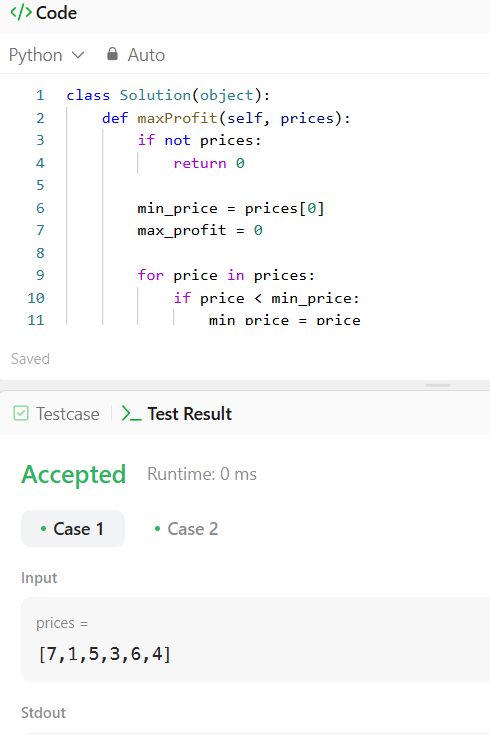 </> Code
Python Auto
1 class Solution(object):
2     def maxProfit(self, prices):
3         if not prices:
4             return 0
5
6         min_price = prices[0]
7         max_profit = 0
8
9         for price in prices:
10             if price < min_price:
11                 min_price = price
Saved
Testcase >_ Test Result
Accepted Runtime: 0 ms
• Case 1 • Case 2
Input
prices =
[7,1,5,3,6,4]
Stdout